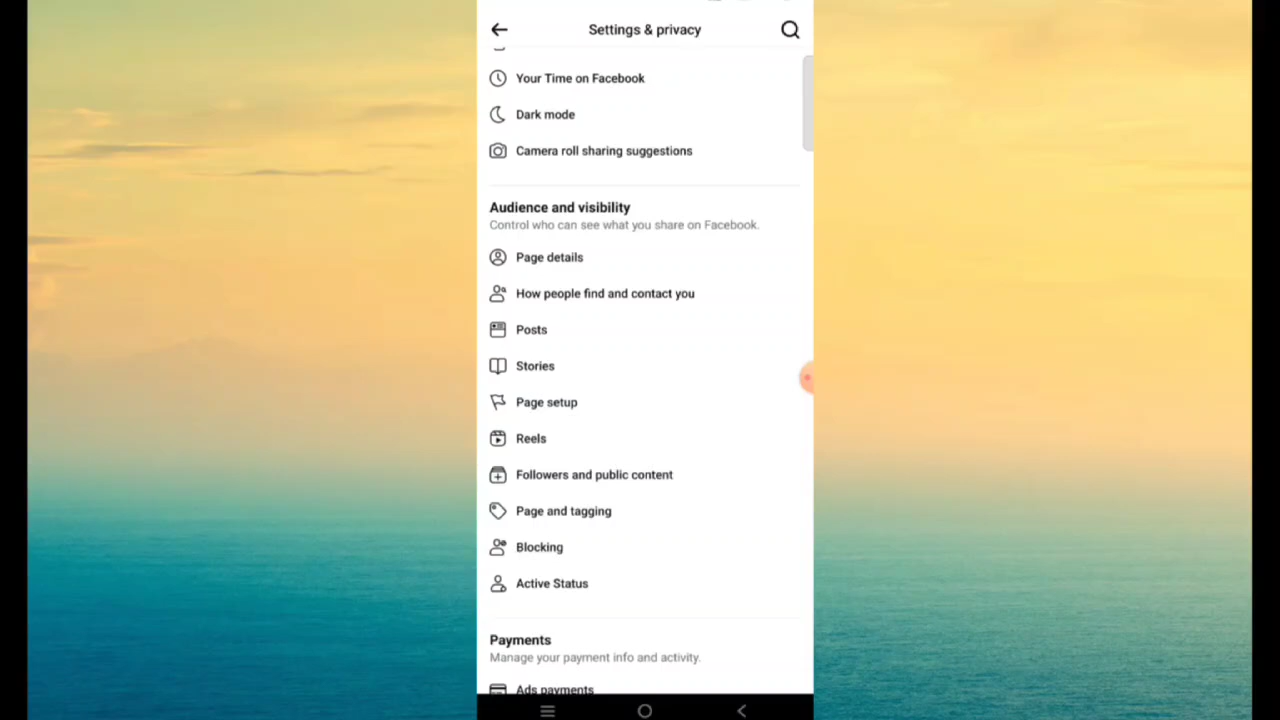 Settings & privacy
Your Time on Facebook
Dark mode
Camera roll sharing suggestions
Audience and visibility
Control who can see what you share on Facebook.
Page details
How people find and contact you
Posts
Stories
Page setup
Reels
Followers and public content
Page and tagging
Blocking
Active Status
Payments
Manage your payment info and activity.
Ads payments